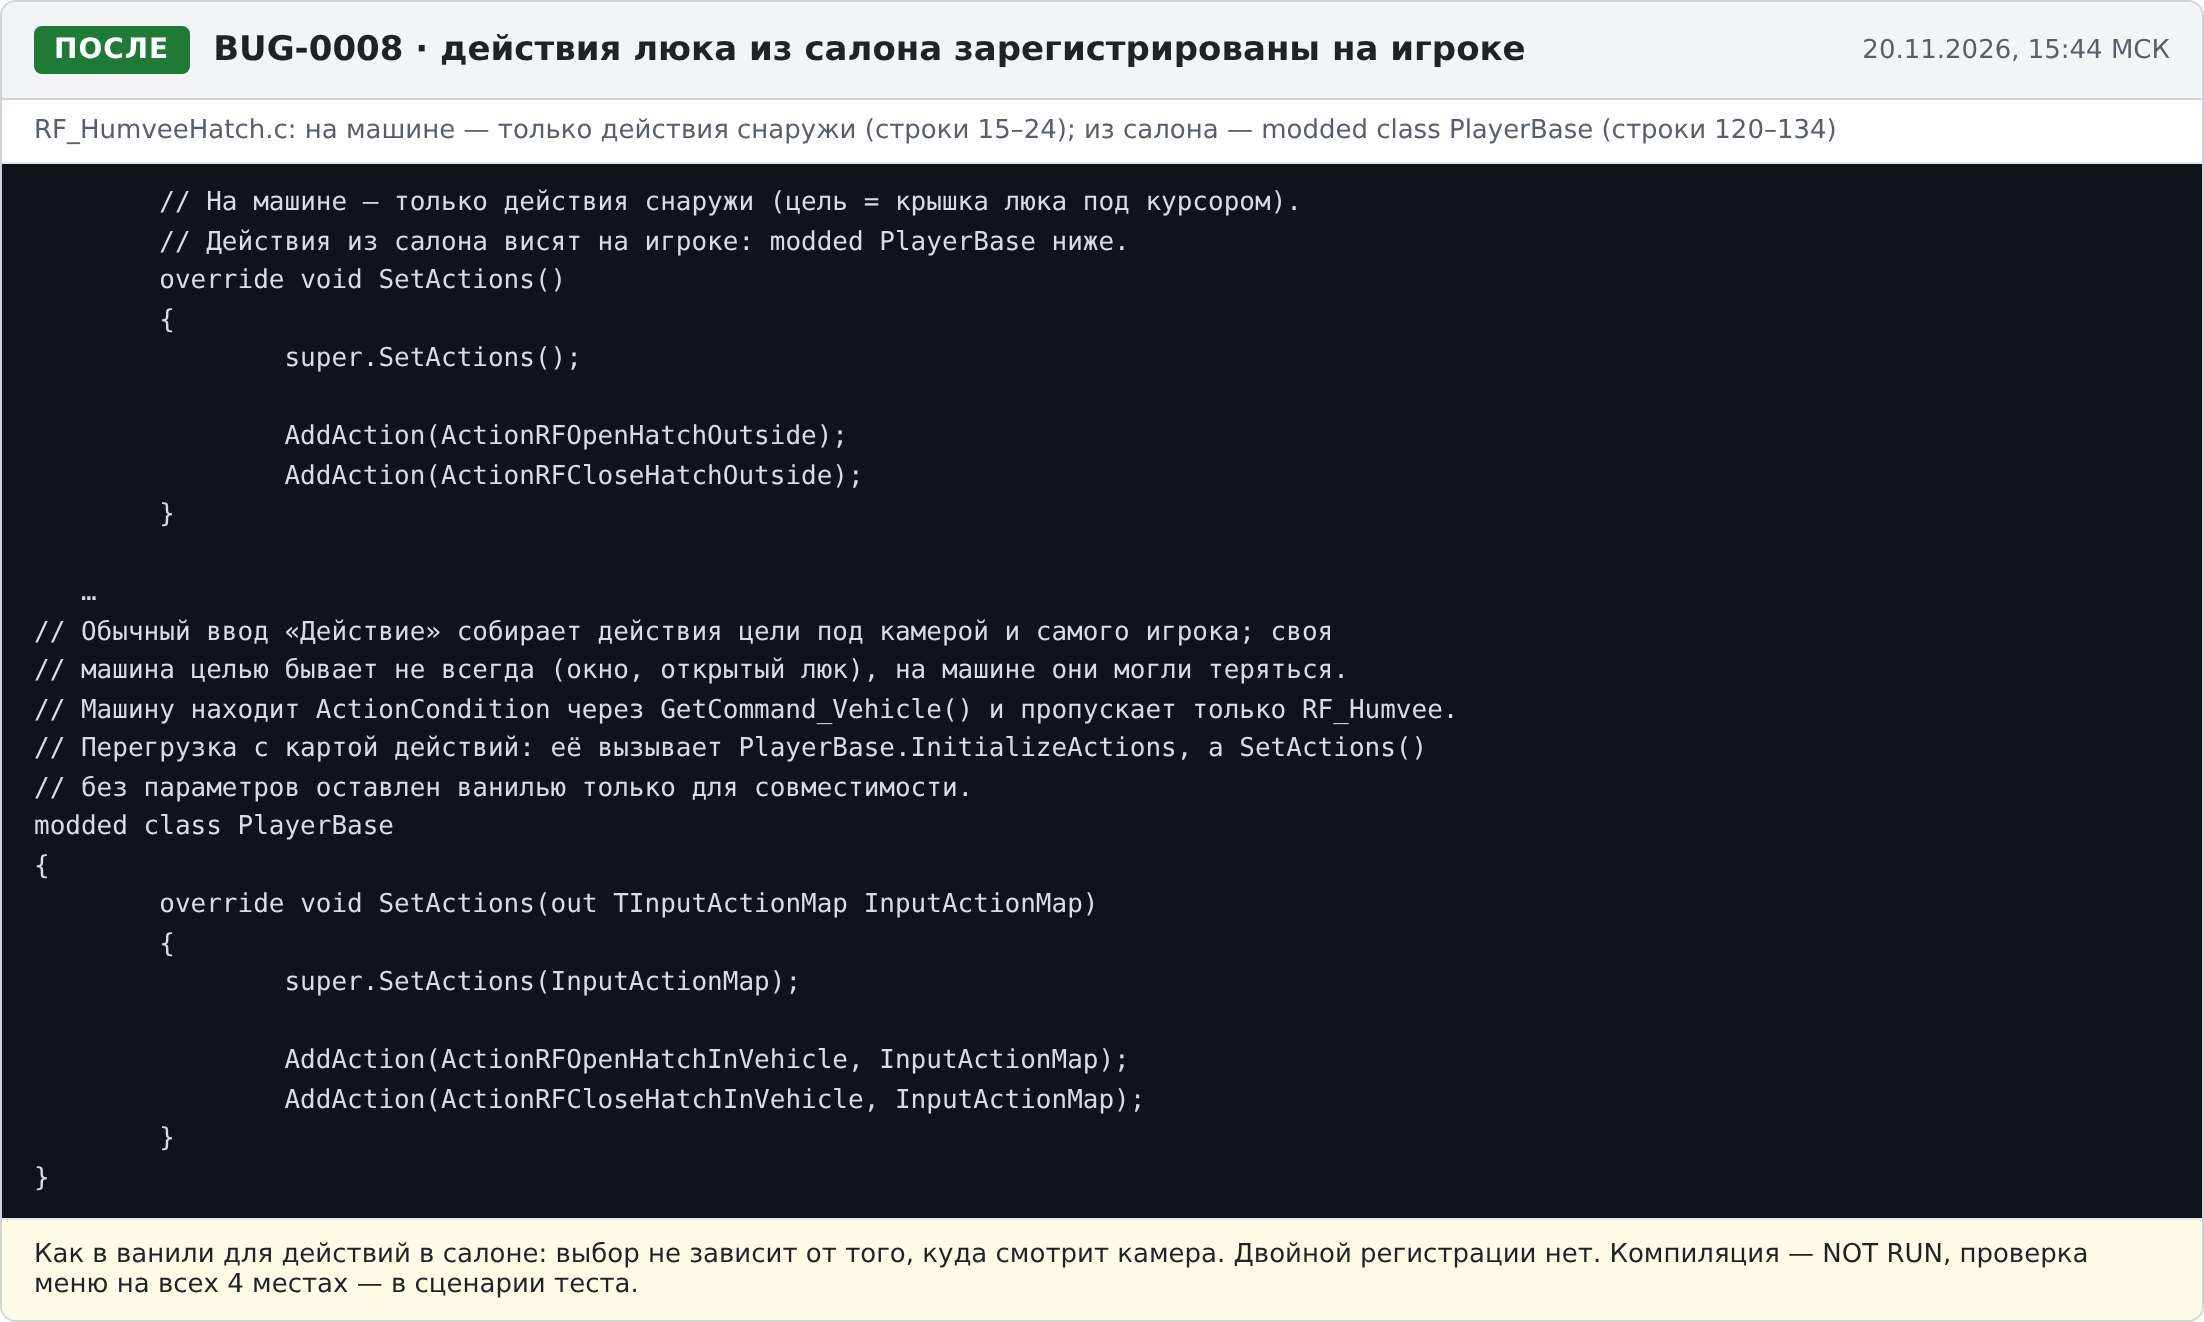 ПОСЛЕ BUG-0008 · действия люка из салона зарегистрированы на игроке 20.11.2026, 15:44 МСК
RF_HumveeHatch.c: на машине — только действия снаружи (строки 15–24); из салона — modded class PlayerBase (строки 120–134)
// На машине — только действия снаружи (цель = крышка люка под курсором).
// Действия из салона висят на игроке: modded PlayerBase ниже.
override void SetActions()
{
super.SetActions();
AddAction(ActionRFOpenHatchOutside);
AddAction(ActionRFCloseHatchOutside);
}
…
// Обычный ввод «Действие» собирает действия цели под камерой и самого игрока; своя
// машина целью бывает не всегда (окно, открытый люк), на машине они могли теряться.
// Машину находит ActionCondition через GetCommand_Vehicle() и пропускает только RF_Humvee.
// Перегрузка с картой действий: её вызывает PlayerBase.InitializeActions, а SetActions()
// без параметров оставлен ванилью только для совместимости.
modded class PlayerBase
{
override void SetActions(out TInputActionMap InputActionMap)
{
super.SetActions(InputActionMap);
AddAction(ActionRFOpenHatchInVehicle, InputActionMap);
AddAction(ActionRFCloseHatchInVehicle, InputActionMap);
}
}
Как в ванили для действий в салоне: выбор не зависит от того, куда смотрит камера. Двойной регистрации нет. Компиляция — NOT RUN, проверка
меню на всех 4 местах — в сценарии теста.